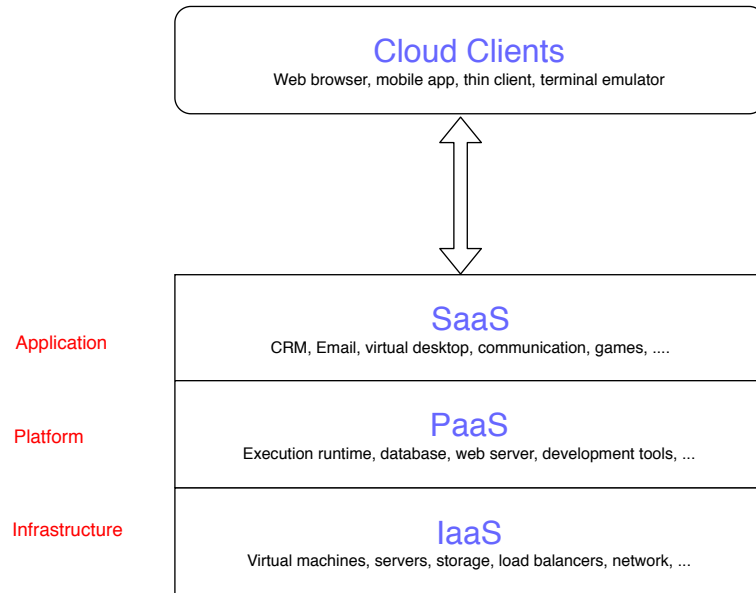 Cloud Clients
Web browser, mobile app, thin client, terminal emulator
SaaS
CRM, Email, virtual desktop, communication, games, ....
Application
PaaS
Execution runtime, database, web server, development tools, ...
Platform
IaaS
Virtual machines, servers, storage, load balancers, network, ...
Infrastructure